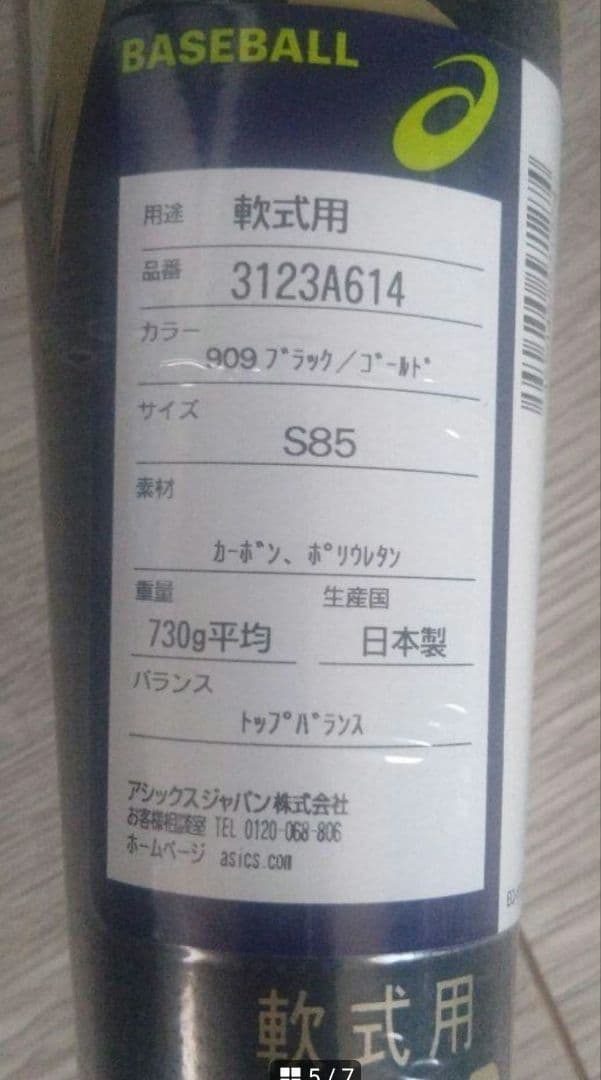 BASEBALL
用途 軟式用
品番 3123A614
カラー
909 ブラック／ゴールド
サイズ
S85
素材
カーボン、ポリウレタン
重量 生産国
730g平均 日本製
バランス
トップバランス
アシックスジャパン株式会社
お客様相談室 TEL 0120-068-806
ホームページ asics.com
軟式用
5/7